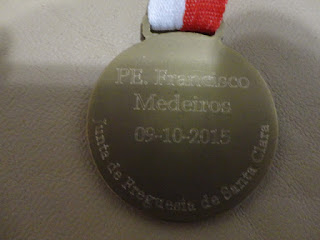 PE. Francisco
Medeiros
09-10-2015
Junta de Freguesia de Santa Clara